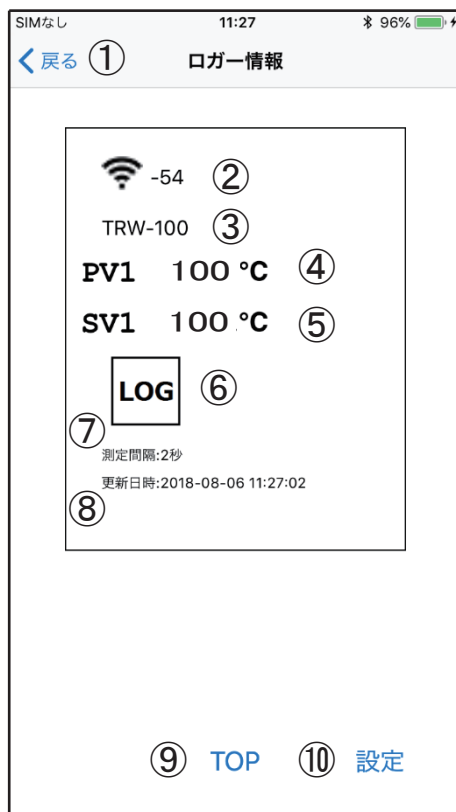 SIMなし 11:27 96%
戻る ① ロガー情報
-54 ②
TRW-100 ③
PV1 100 °C ④
SV1 100 °C ⑤
LOG ⑥
⑦
測定間隔:2秒
更新日時:2018-08-06 11:27:02
⑧
⑨ TOP ⑩ 設定